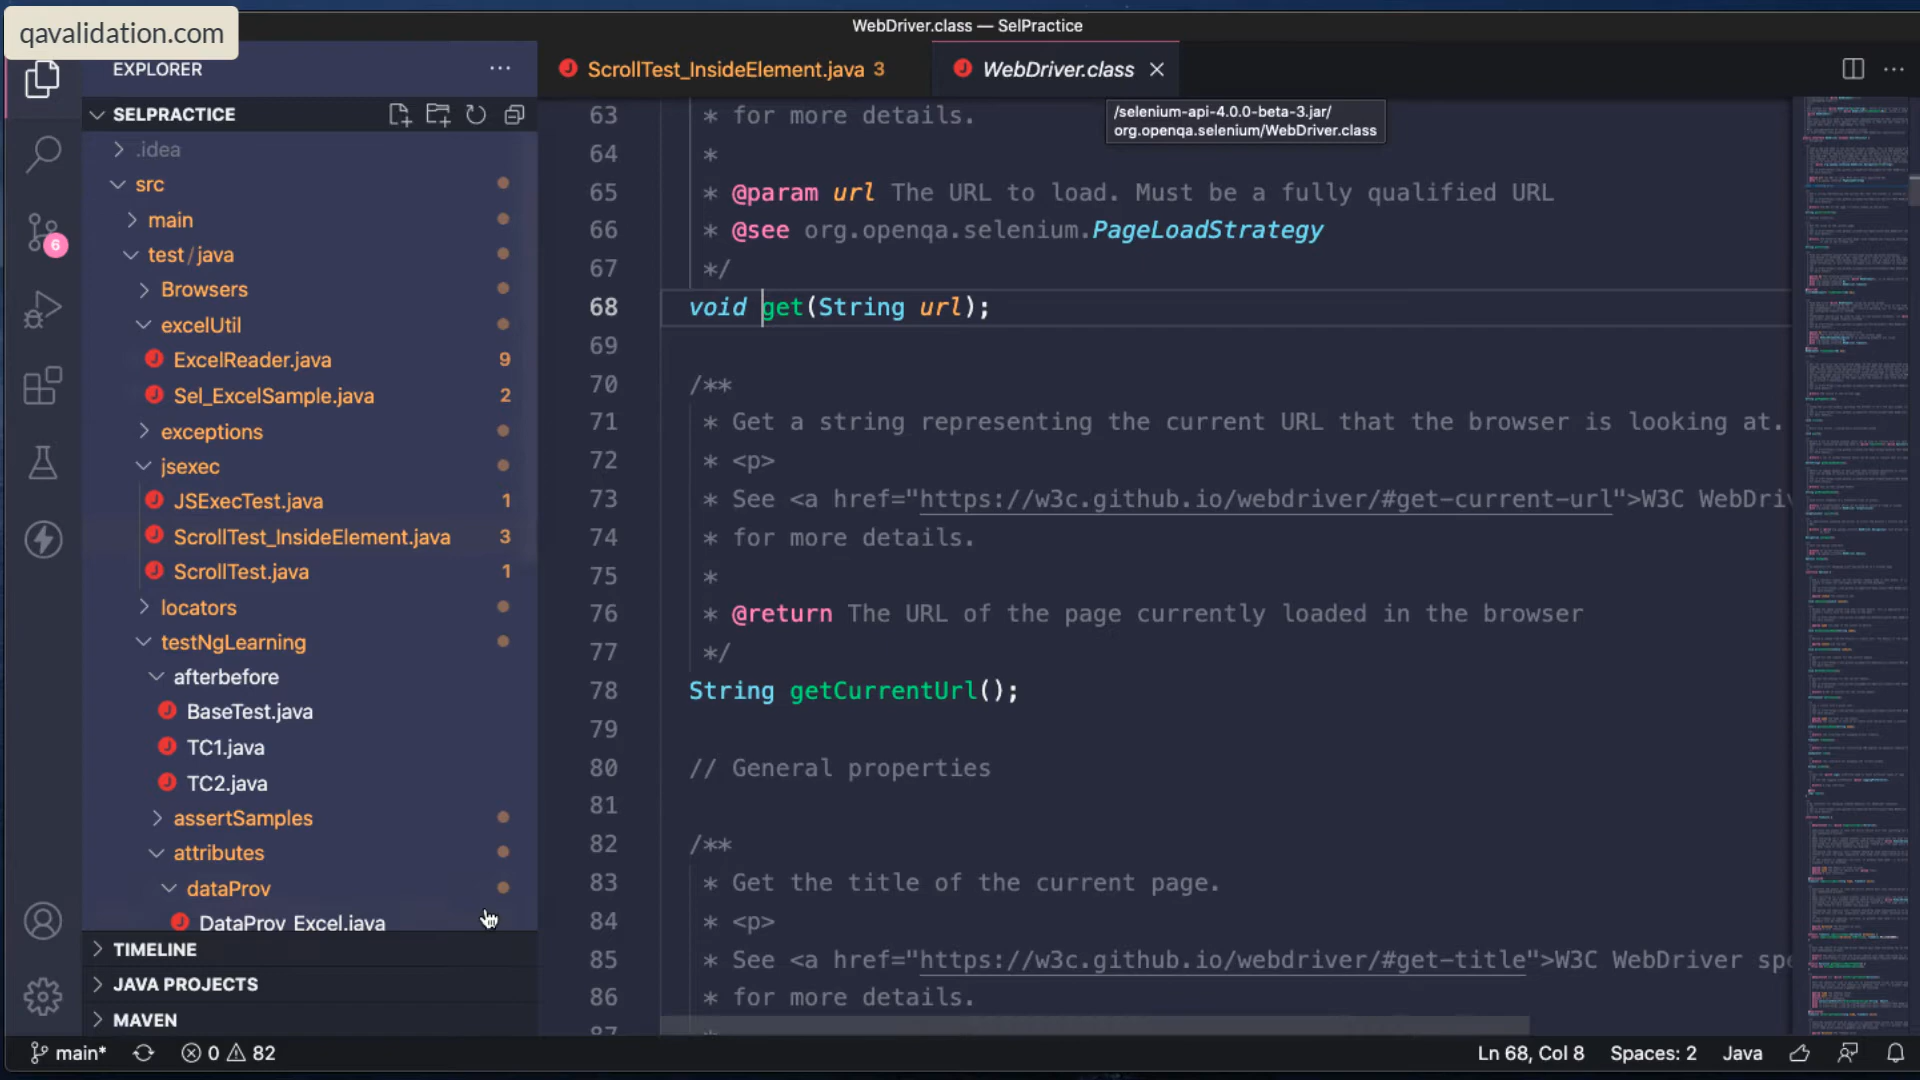 qavalidation.com
WebDriver.class — SelPractice
EXPLORER
ScrollTest_InsideElement.java 3
WebDriver.class
/selenium-api-4.0.0-beta-3.jar/
org.openqa.selenium/WebDriver.class
SELPRACTICE
.idea
src
main
test/java
Browsers
excelUtil
ExcelReader.java 9
Sel_ExcelSample.java 2
exceptions
jsexec
JSExecTest.java 1
ScrollTest_InsideElement.java 3
ScrollTest.java 1
locators
testNgLearning
afterbefore
BaseTest.java
TC1.java
TC2.java
assertSamples
attributes
dataProv
DataProv_Excel.java
TIMELINE
JAVA PROJECTS
MAVEN
6
63 * for more details.
64 *
65 * @param url The URL to load. Must be a fully qualified URL
66 * @see org.openqa.selenium.PageLoadStrategy
67 */
68 void get(String url);
69
70 /**
71 * Get a string representing the current URL that the browser is looking at.
72 * <p>
73 * See <a href="https://w3c.github.io/webdriver/#get-current-url">W3C WebDriv
74 * for more details.
75 *
76 * @return The URL of the page currently loaded in the browser
77 */
78 String getCurrentUrl();
79
80 // General properties
81
82 /**
83 * Get the title of the current page.
84 * <p>
85 * See <a href="https://w3c.github.io/webdriver/#get-title">W3C WebDriver spe
86 * for more details.
87 *
main* 0 82
Ln 68, Col 8 Spaces: 2 Java